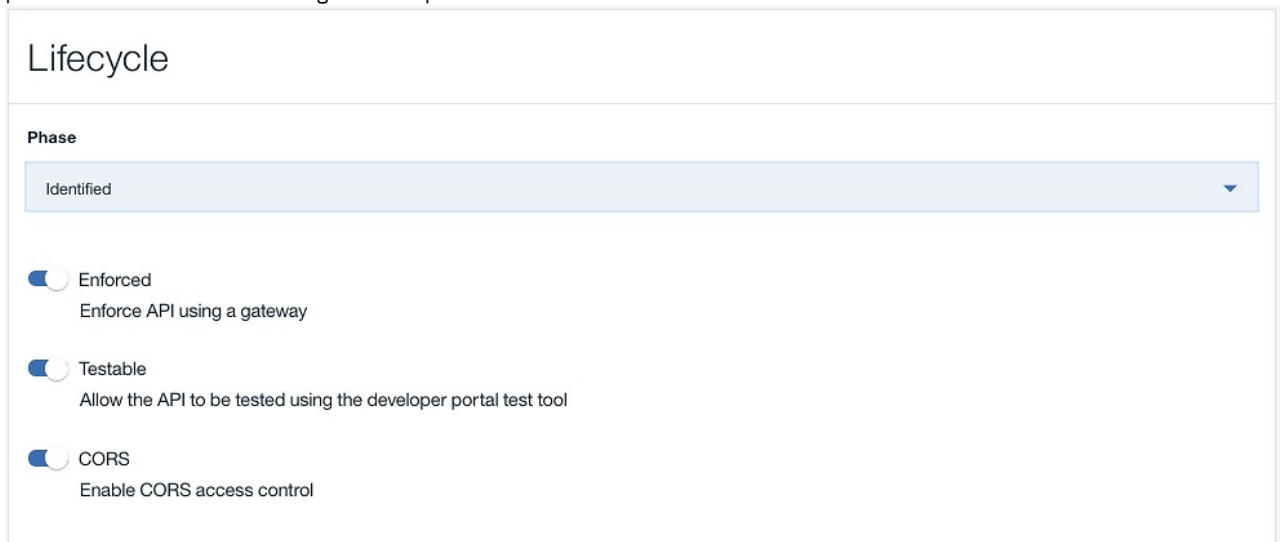 Lifecycle
Phase
Identified
Enforced
Enforce API using a gateway
Testable
Allow the API to be tested using the developer portal test tool
CORS
Enable CORS access control